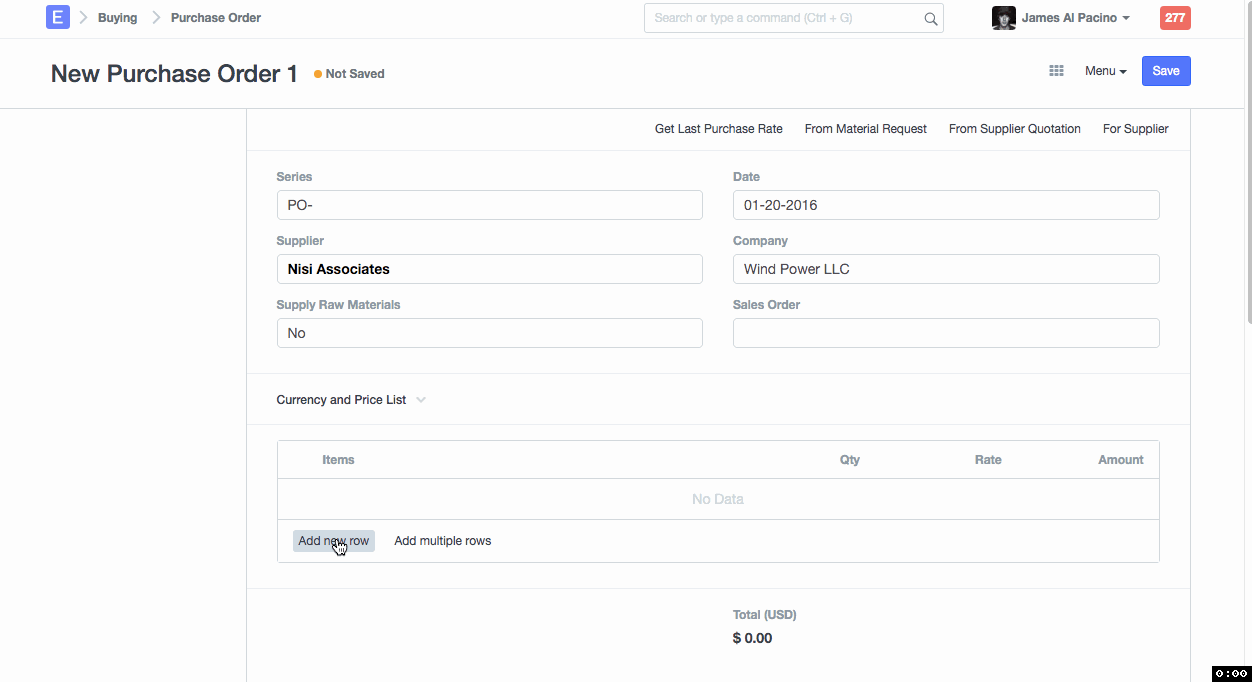 E Buying Purchase Order Search or type a command (Ctrl + G) James Al Pacino 277
New Purchase Order 1 Not Saved Menu Save
Get Last Purchase Rate From Material Request From Supplier Quotation For Supplier
Series Date
PO- 01-20-2016
Supplier Company
Nisi Associates Wind Power LLC
Supply Raw Materials Sales Order
No
Currency and Price List
Items Qty Rate Amount
No Data
Add new row Add multiple rows
Total (USD)
$ 0.00
0:00